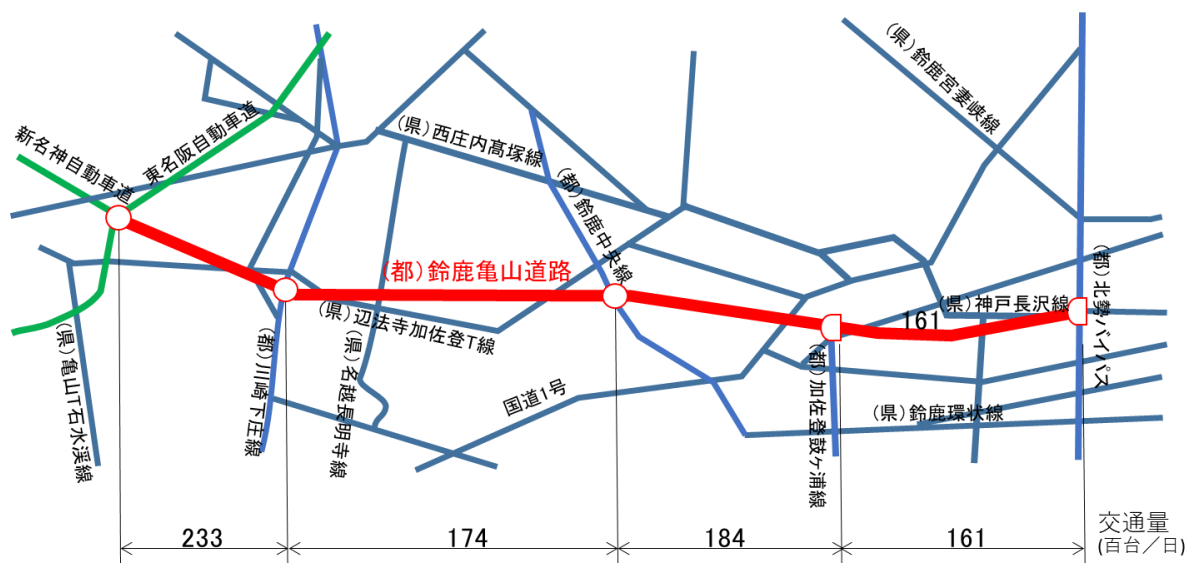 (県)鈴鹿宮妻峡線
新名神自動車道
東名阪自動車道
(県)西庄内髙塚線
(都)鈴鹿中央線
(都)鈴鹿亀山道路
(県)辺法寺加佐登T線
(県)神戸長沢線
161
(都)北勢バイパス
(県)亀山T石水渓線
(都)川崎下庄線
(県)名越長明寺線
国道1号
(都)加佐登鼓ヶ浦線
(県)鈴鹿環状線
233
174
184
161
交通量
(百台/日)